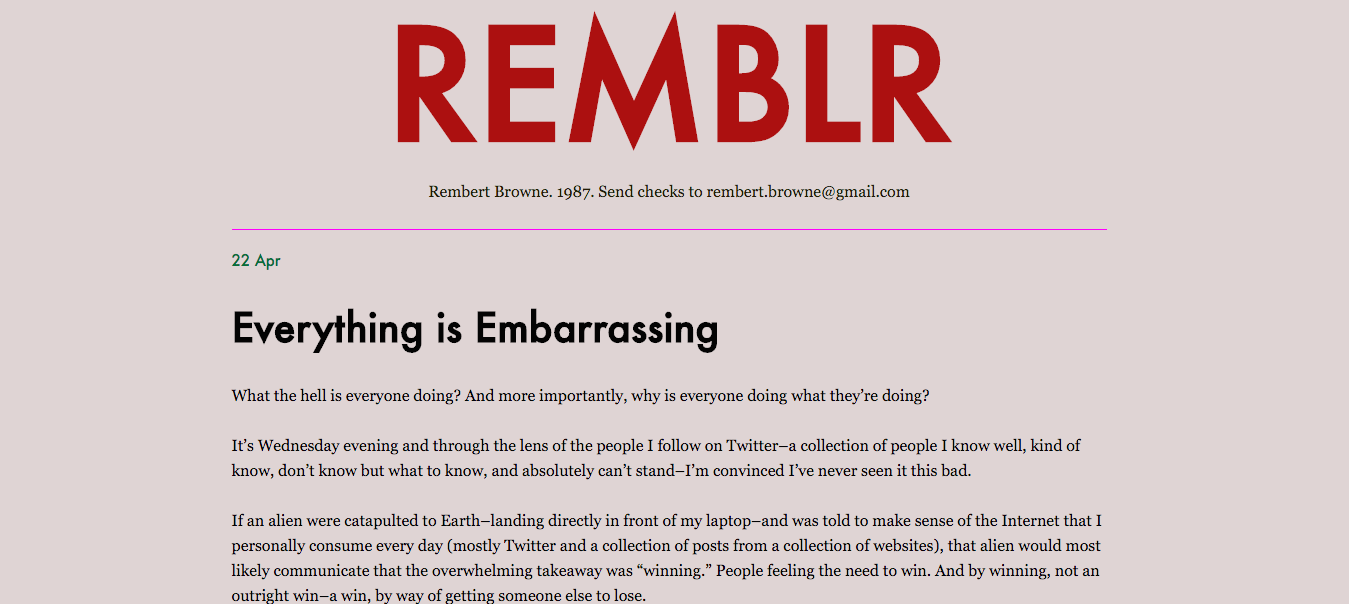 REMBLR
Rembert Browne. 1987. Send checks to rembert.browne@gmail.com
22 Apr
Everything is Embarrassing
What the hell is everyone doing? And more importantly, why is everyone doing what they’re doing?
It’s Wednesday evening and through the lens of the people I follow on Twitter–a collection of people I know well, kind of
know, don’t know but what to know, and absolutely can’t stand–I’m convinced I’ve never seen it this bad.
If an alien were catapulted to Earth–landing directly in front of my laptop–and was told to make sense of the Internet that I
personally consume every day (mostly Twitter and a collection of posts from a collection of websites), that alien would most
likely communicate that the overwhelming takeaway was “winning.” People feeling the need to win. And by winning, not an
outright win–a win, by way of getting someone else to lose.